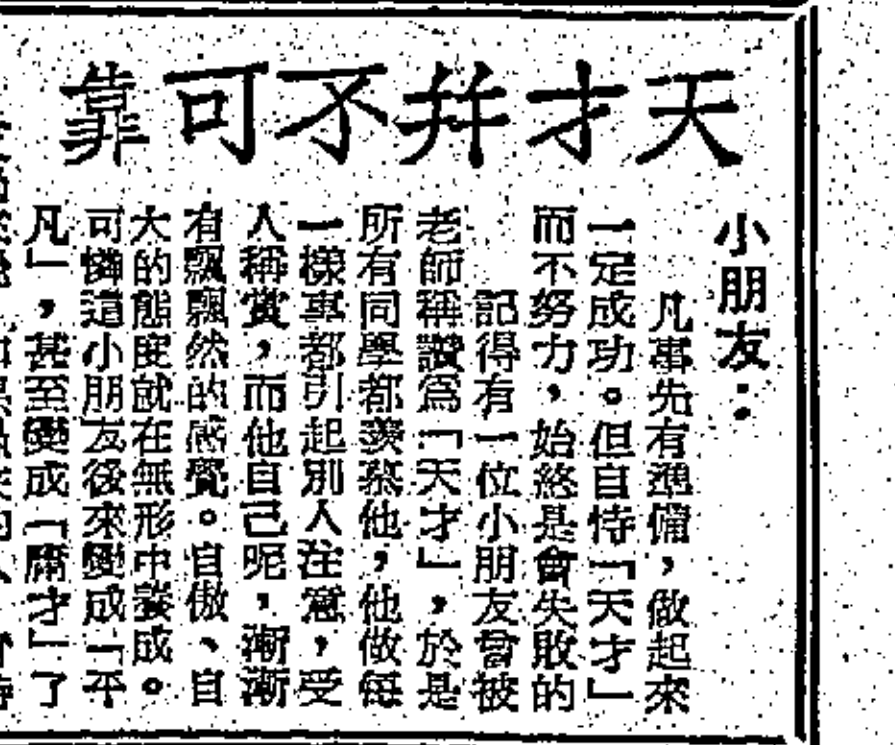 天才并不可靠
小朋友：
凡事先有準備，做起來
一定成功。但自恃「天才」
而不努力，始終是會失敗的
記得有一位小朋友曾被
老師稱讚爲「天才」，於是
所有同學都羨慕他，他做每
一樣事都引起別人注意，受
人稱賞，而他自己呢，漸漸
有飄飄然的感覺。自傲、自
大的態度就在無形中養成。
可憐這小朋友後來變成「平
凡」，甚至變成「庸才」了